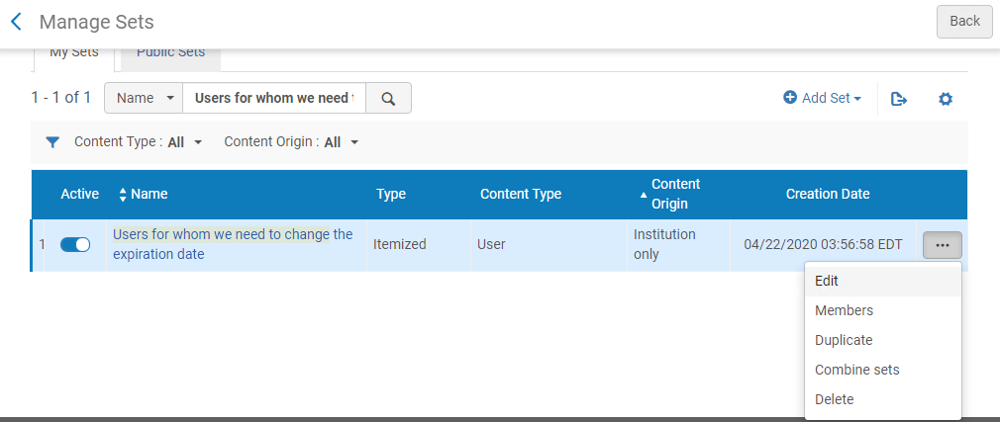 Manage Sets
Back
My Sets
Public Sets
1 - 1 of 1
Name
Users for whom we need
Add Set
Content Type : All
Content Origin : All
Active
Name
Type
Content Type
Content
Origin
Creation Date
1
Users for whom we need to change the
expiration date
Itemized
User
Institution
only
04/22/2020 03:56:58 EDT
Edit
Members
Duplicate
Combine sets
Delete